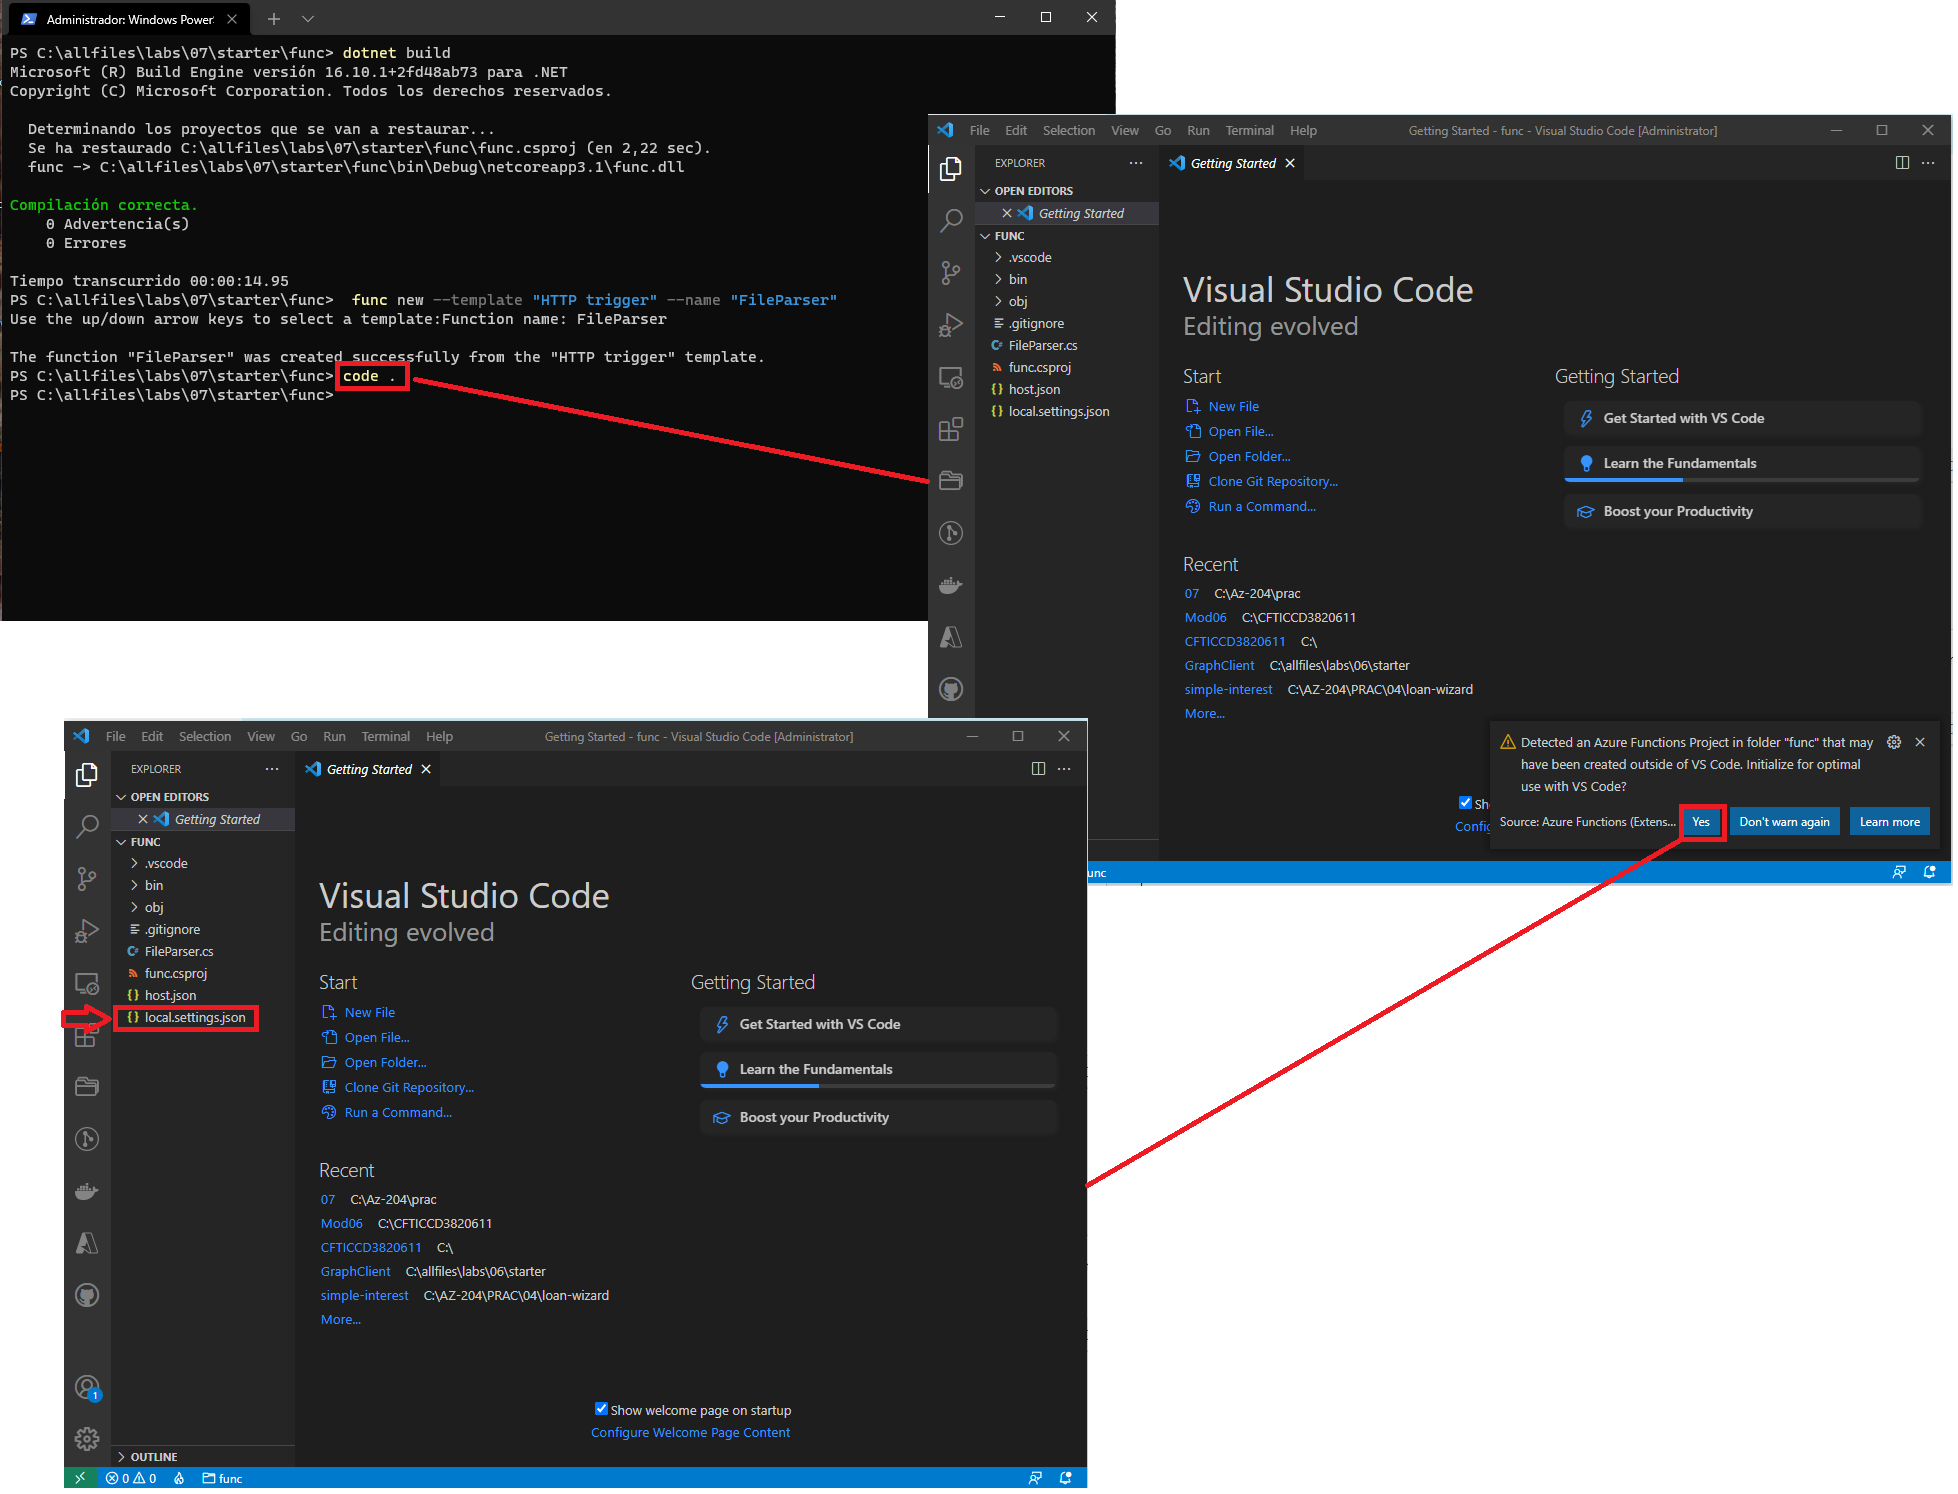 Administrador: Windows Power
PS C:\allfiles\labs\07\starter\func> dotnet build
Microsoft (R) Build Engine versión 16.10.1+2fd48ab73 para .NET
Copyright (C) Microsoft Corporation. Todos los derechos reservados.
Determinando los proyectos que se van a restaurar...
Se ha restaurado C:\allfiles\labs\07\starter\func\func.csproj (en 2,22 sec).
func -> C:\allfiles\labs\07\starter\func\bin\Debug\netcoreapp3.1\func.dll
Compilación correcta.
0 Advertencia(s)
0 Errores
Tiempo transcurrido 00:00:14.95
PS C:\allfiles\labs\07\starter\func>  func new --template "HTTP trigger" --name "FileParser"
Use the up/down arrow keys to select a template:Function name: FileParser
The function "FileParser" was created successfully from the "HTTP trigger" template.
PS C:\allfiles\labs\07\starter\func> code .
PS C:\allfiles\labs\07\starter\func>
File Edit Selection View Go Run Terminal Help Getting Started - func - Visual Studio Code [Administrator]
EXPLORER
Getting Started
OPEN EDITORS
Getting Started
FUNC
.vscode
bin
obj
.gitignore
FileParser.cs
func.csproj
host.json
local.settings.json
Visual Studio Code
Editing evolved
Start
New File
Open File...
Open Folder...
Clone Git Repository...
Run a Command...
Getting Started
Get Started with VS Code
Learn the Fundamentals
Boost your Productivity
Recent
07 C:\Az-204\prac
Mod06 C:\CFTICCD3820611
CFTICCD3820611 C:\
GraphClient C:\allfiles\labs\06\starter
simple-interest C:\AZ-204\PRAC\04\loan-wizard
More...
Detected an Azure Functions Project in folder "func" that may
have been created outside of VS Code. Initialize for optimal
use with VS Code?
Source: Azure Functions (Extens... Yes Don't warn again Learn more
Sh
Config
unc
File Edit Selection View Go Run Terminal Help Getting Started - func - Visual Studio Code [Administrator]
EXPLORER
Getting Started
OPEN EDITORS
Getting Started
FUNC
.vscode
bin
obj
.gitignore
FileParser.cs
func.csproj
host.json
local.settings.json
Visual Studio Code
Editing evolved
Start
New File
Open File...
Open Folder...
Clone Git Repository...
Run a Command...
Getting Started
Get Started with VS Code
Learn the Fundamentals
Boost your Productivity
Recent
07 C:\Az-204\prac
Mod06 C:\CFTICCD3820611
CFTICCD3820611 C:\
GraphClient C:\allfiles\labs\06\starter
simple-interest C:\AZ-204\PRAC\04\loan-wizard
More...
1
Show welcome page on startup
Configure Welcome Page Content
OUTLINE
0 0 func